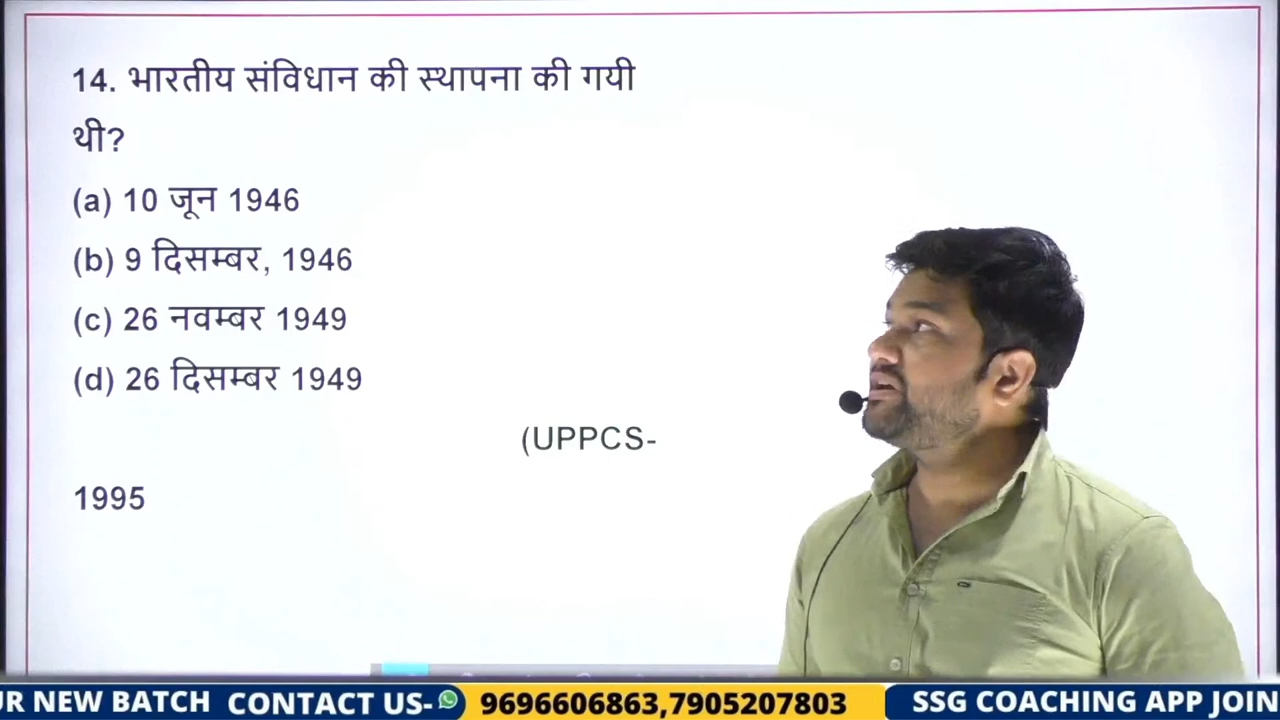 14. भारतीय संविधान की स्थापना की गयी
थी?
(a) 10 जून 1946
(b) 9 दिसम्बर, 1946
(c) 26 नवम्बर 1949
(d) 26 दिसम्बर 1949
(UPPCS-
1995
UR NEW BATCH CONTACT US- 9696606863,7905207803 SSG COACHING APP JOIN